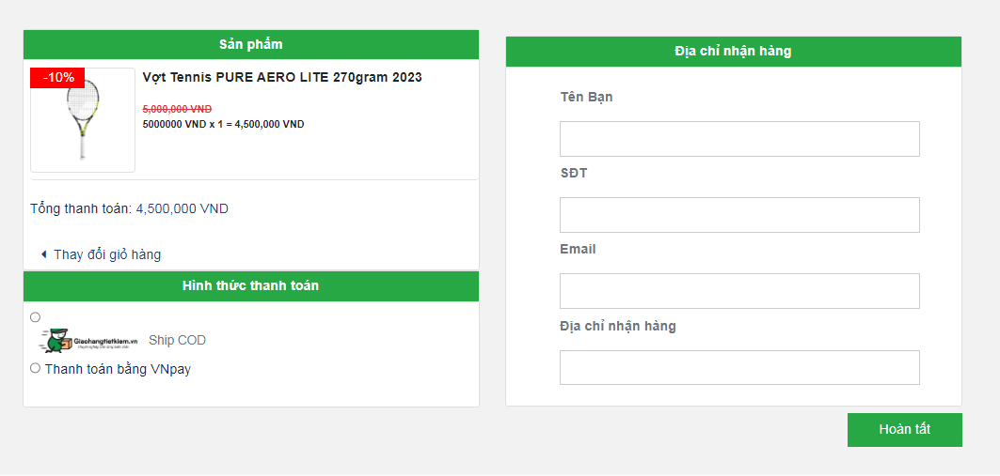 Sản phẩm
-10%
Vợt Tennis PURE AERO LITE 270gram 2023
5,000,000 VND
5000000 VND x 1 = 4,500,000 VND
Tổng thanh toán: 4,500,000 VND
Thay đổi giỏ hàng
Hình thức thanh toán
Giaohangtietkiem.vn
Ship COD
Thanh toán bằng VNpay
Địa chỉ nhận hàng
Tên Bạn
SĐT
Email
Địa chỉ nhận hàng
Hoàn tất